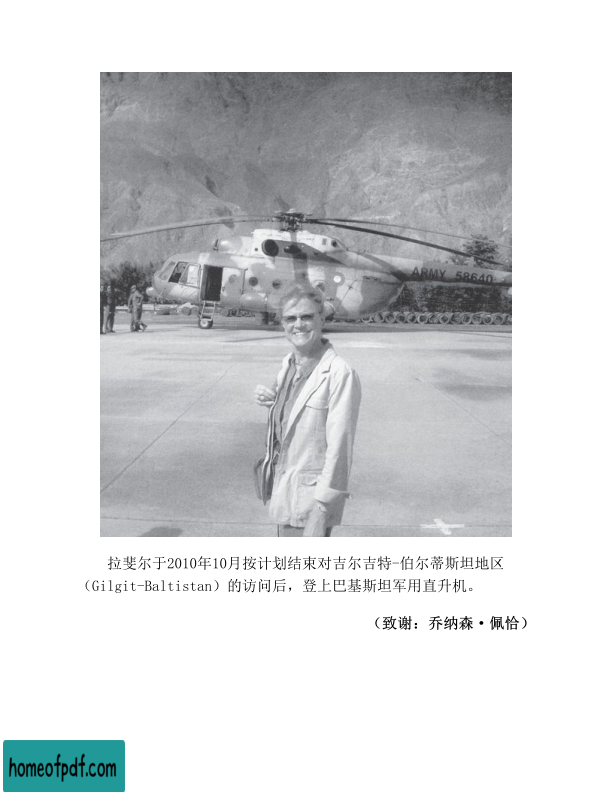 ARMY 58640
拉斐尔于2010年10月按计划结束对吉尔吉特-伯尔蒂斯坦地区
（Gilgit-Baltistan）的访问后，登上巴基斯坦军用直升机。
（致谢：乔纳森·佩恰）
homeofpdf.com